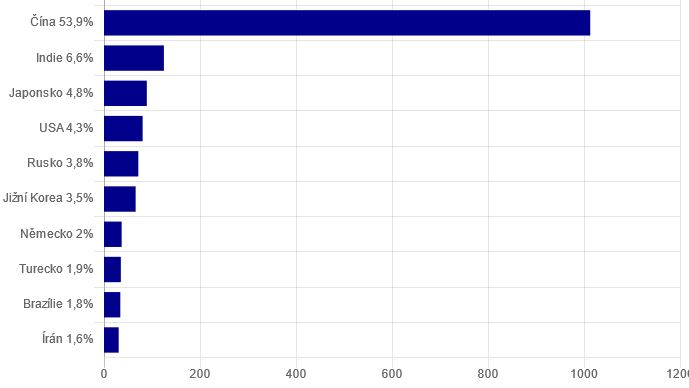 Čína 53,9%
Indie 6,6%
Japonsko 4,8%
USA 4,3%
Rusko 3,8%
Jižní Korea 3,5%
Německo 2%
Turecko 1,9%
Brazílie 1,8%
Írán 1,6%
0 200 400 600 800 1000 1200